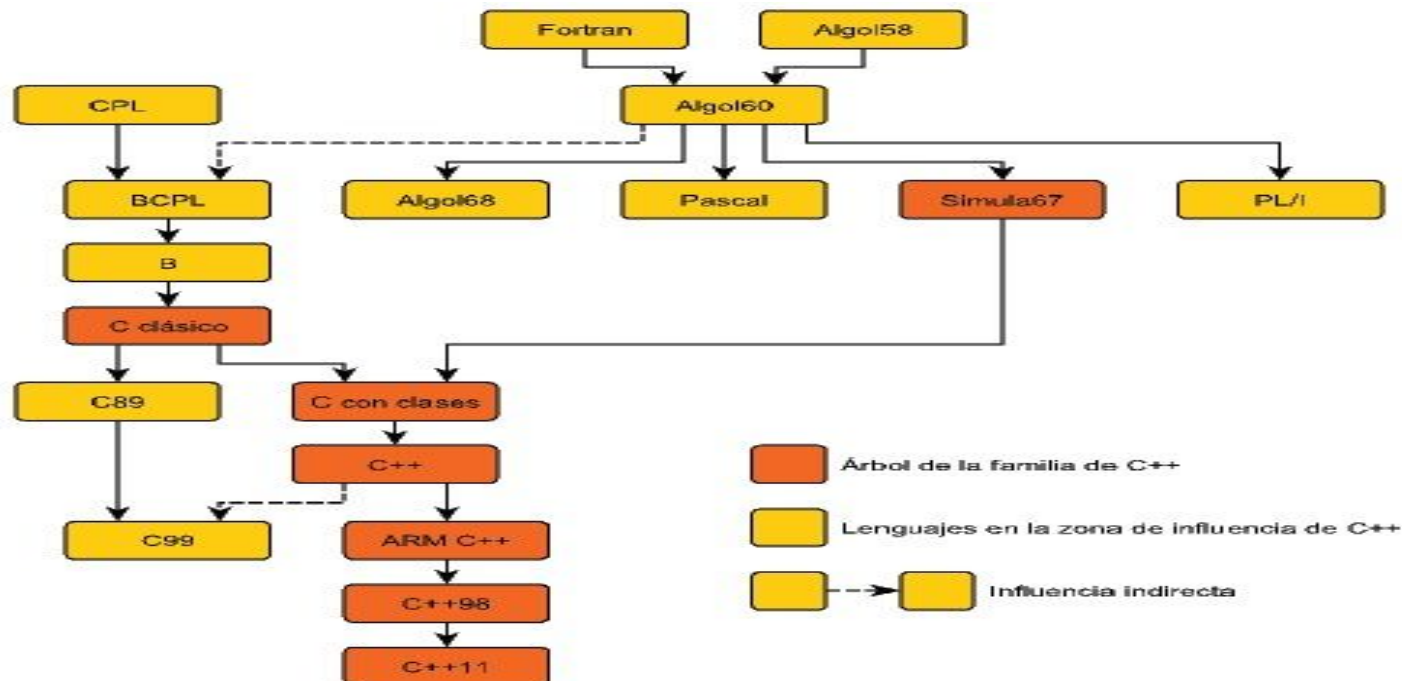 Fortran
Algol58
CPL
Algol60
BCPL
Algol68
Pascal
Simula67
PL/I
B
C clásico
C89
C con clases
C++
Árbol de la familia de C++
C99
ARM C++
Lenguajes en la zona de influencia de C++
C++98
Influencia indirecta
C++11